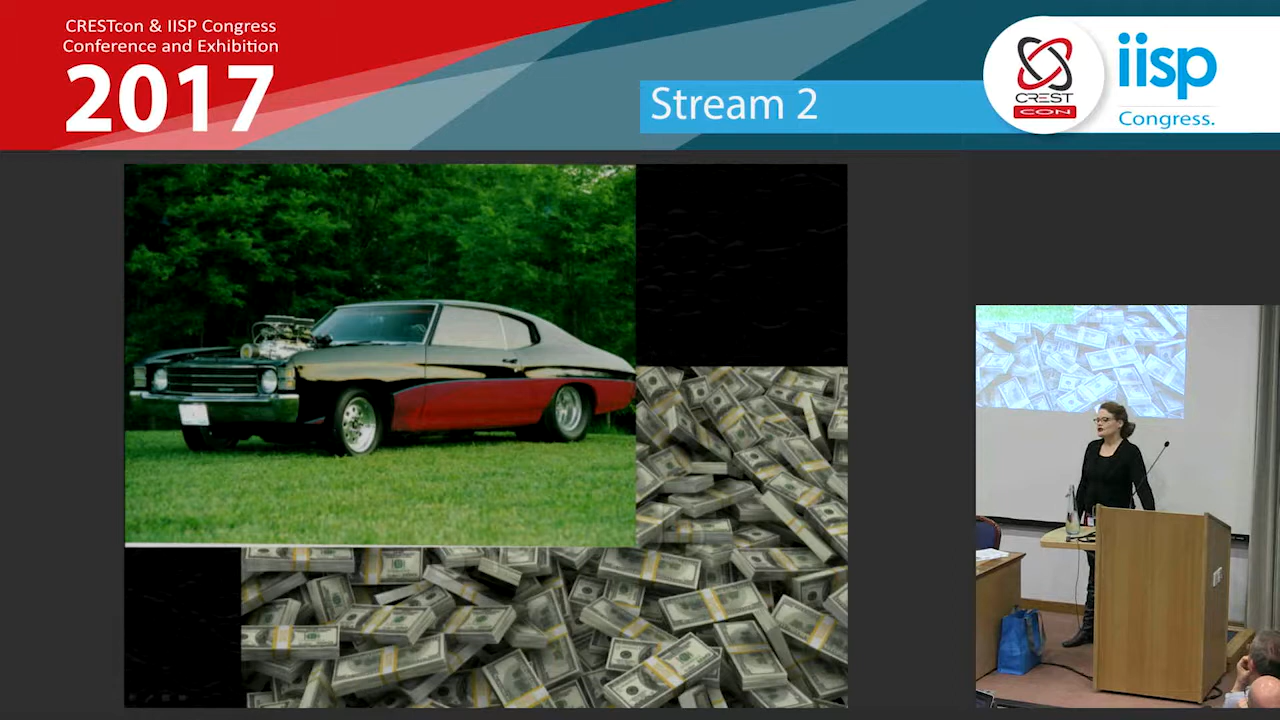 CRESTcon & IISP Congress
Conference and Exhibition
2017
Stream 2
CREST
CON
iisp
Congress.